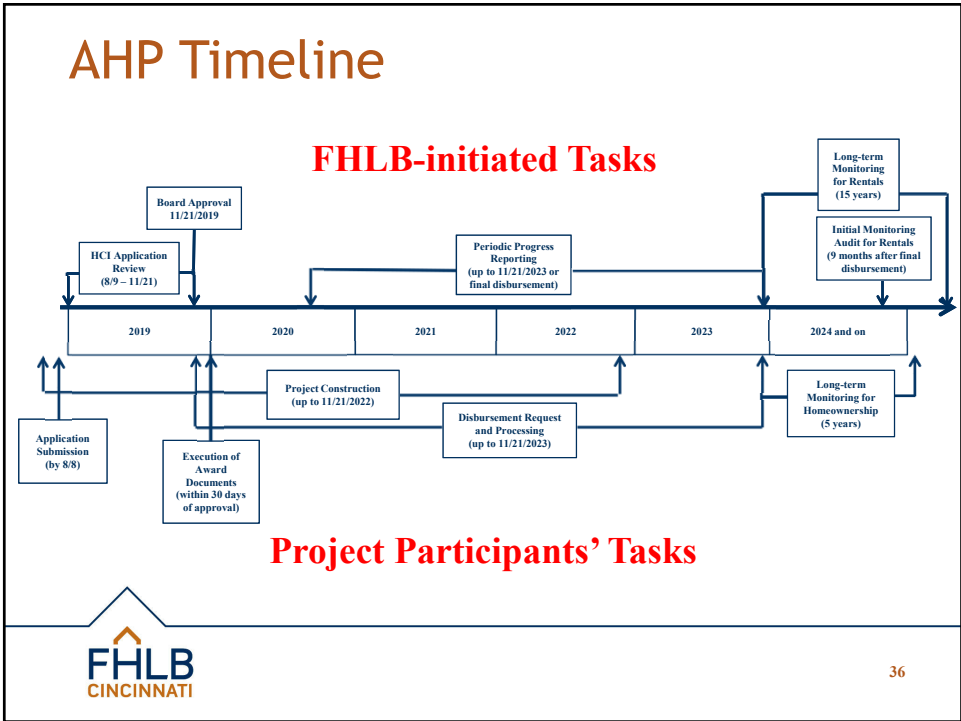 AHP Timeline
FHLB-initiated Tasks
Long-term
Monitoring
for Rentals
(15 years)
Board Approval
11/21/2019
Initial Monitoring
Audit for Rentals
(9 months after final
disbursement)
HCI Application
Review
(8/9 – 11/21)
Periodic Progress
Reporting
(up to 11/21/2023 or
final disbursement)
2019
2020
2021
2022
2023
2024 and on
Project Construction
(up to 11/21/2022)
Long-term
Monitoring for
Homeownership
(5 years)
Disbursement Request
and Processing
(up to 11/21/2023)
Application
Submission
(by 8/8)
Execution of
Award
Documents
(within 30 days
of approval)
Project Participants’ Tasks
FHLB
CINCINNATI
36